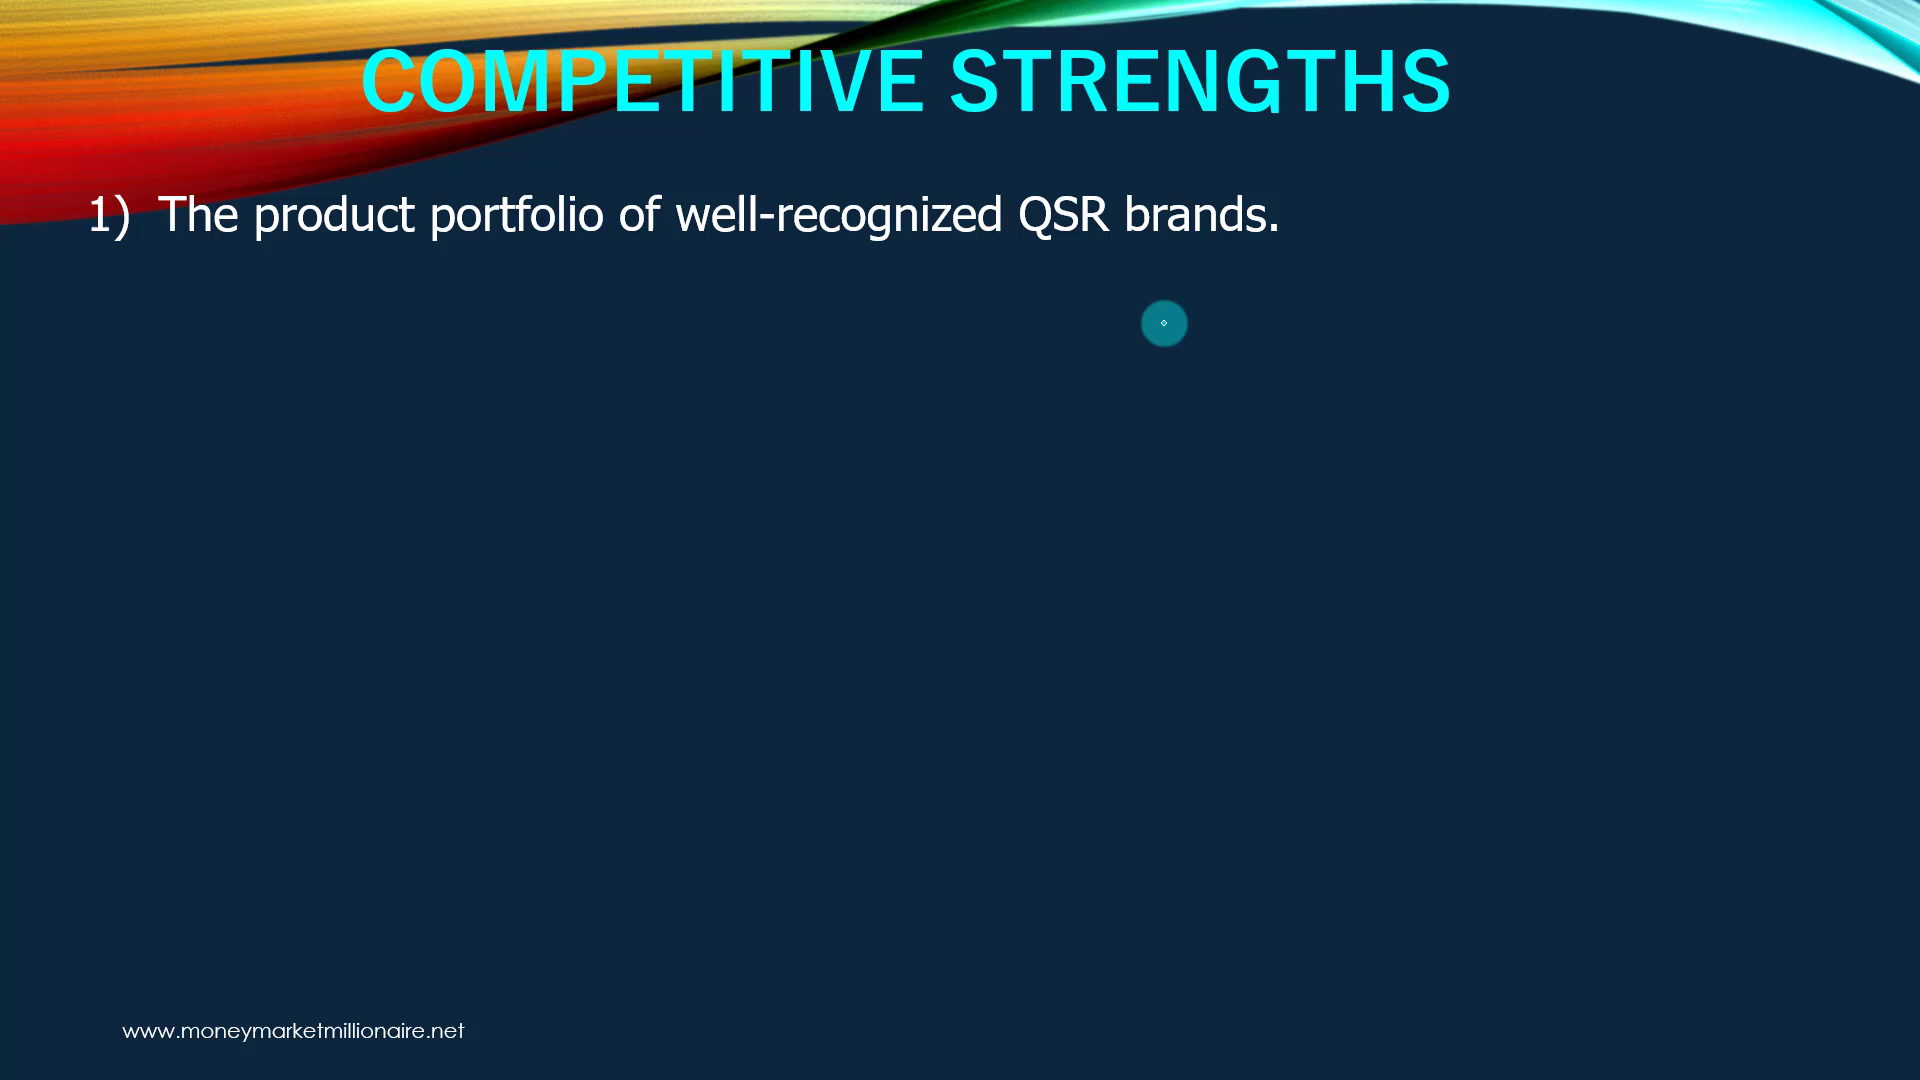 COMPETITIVE STRENGTHS
1) The product portfolio of well-recognized QSR brands.
www.moneymarketmillionaire.net